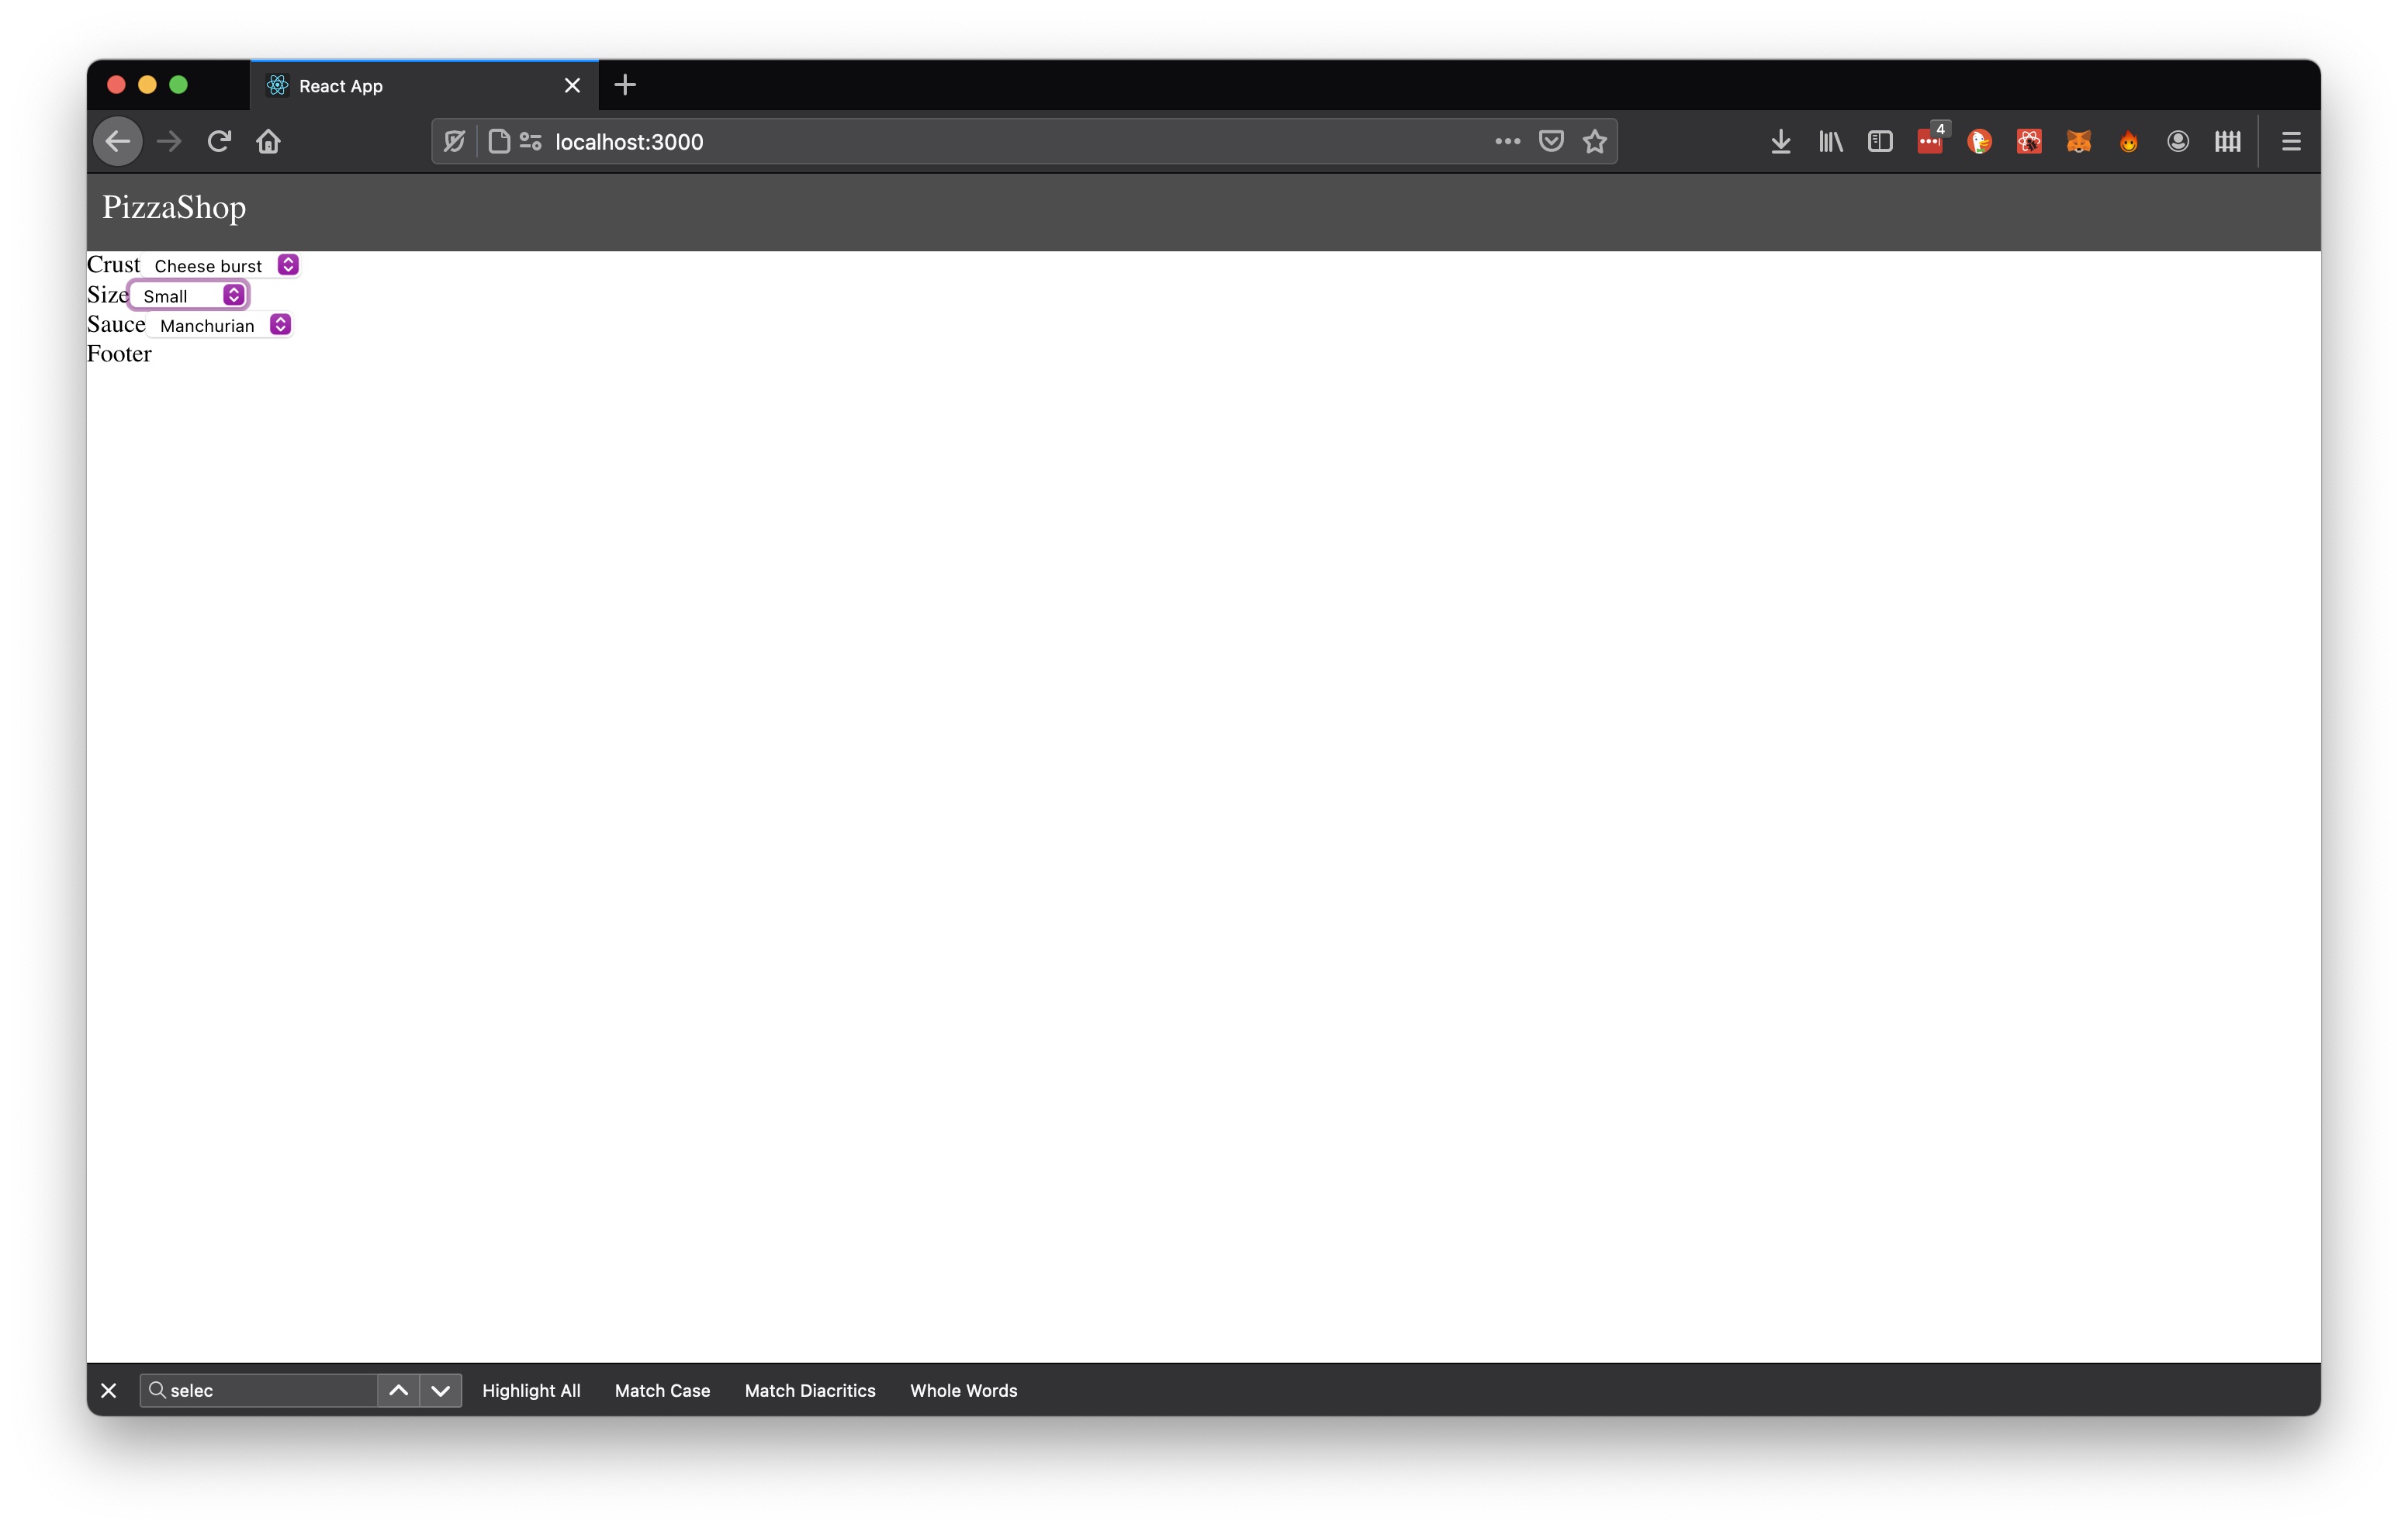 React App
localhost:3000
4
PizzaShop
Crust Cheese burst
Size Small
Sauce Manchurian
Footer
selec Highlight All Match Case Match Diacritics Whole Words